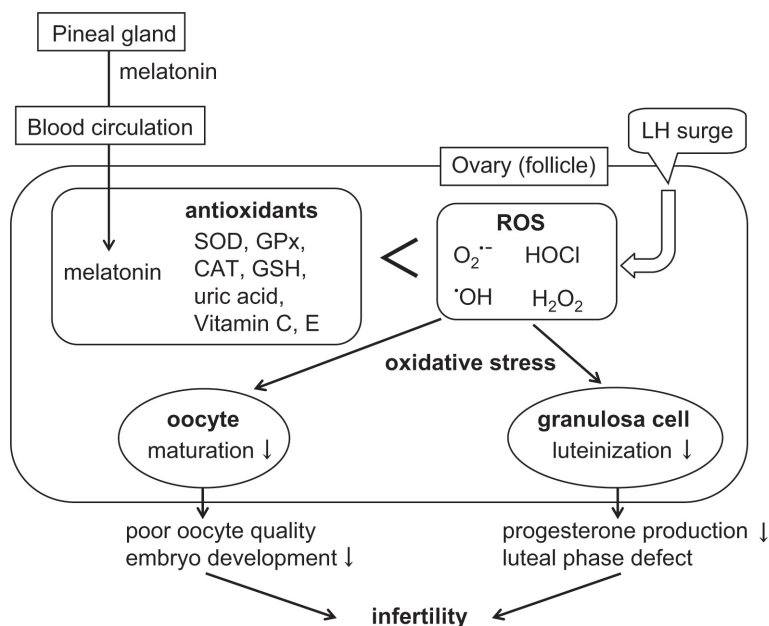 Pineal gland
melatonin
Blood circulation
LH surge
Ovary (follicle)
antioxidants
SOD, GPx,
CAT, GSH,
uric acid,
Vitamin C, E
melatonin
<
ROS
O₂•− HOCl
•OH H₂O₂
oxidative stress
oocyte
maturation ↓
granulosa cell
luteinization ↓
poor oocyte quality
embryo development ↓
progesterone production ↓
luteal phase defect
infertility